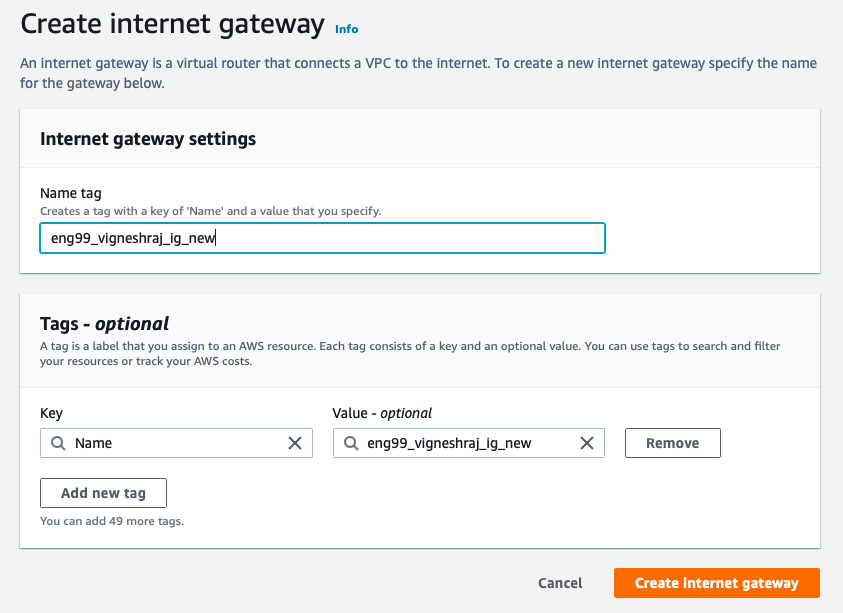 Create internet gateway Info
An internet gateway is a virtual router that connects a VPC to the internet. To create a new internet gateway specify the name
for the gateway below.
Internet gateway settings
Name tag
Creates a tag with a key of 'Name' and a value that you specify.
eng99_vigneshraj_ig_new
Tags - optional
A tag is a label that you assign to an AWS resource. Each tag consists of a key and an optional value. You can use tags to search and filter
your resources or track your AWS costs.
Key Value - optional
Name eng99_vigneshraj_ig_new Remove
Add new tag
You can add 49 more tags.
Cancel Create internet gateway